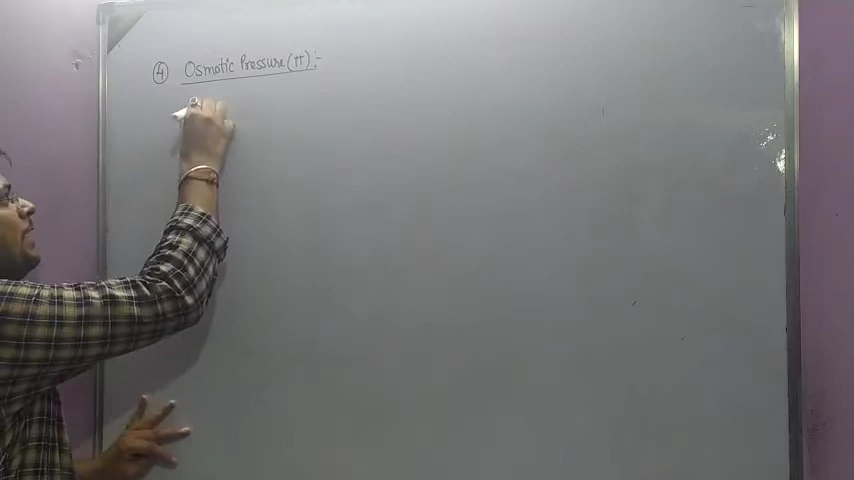 ④ Osmotic Pressure (π) :-